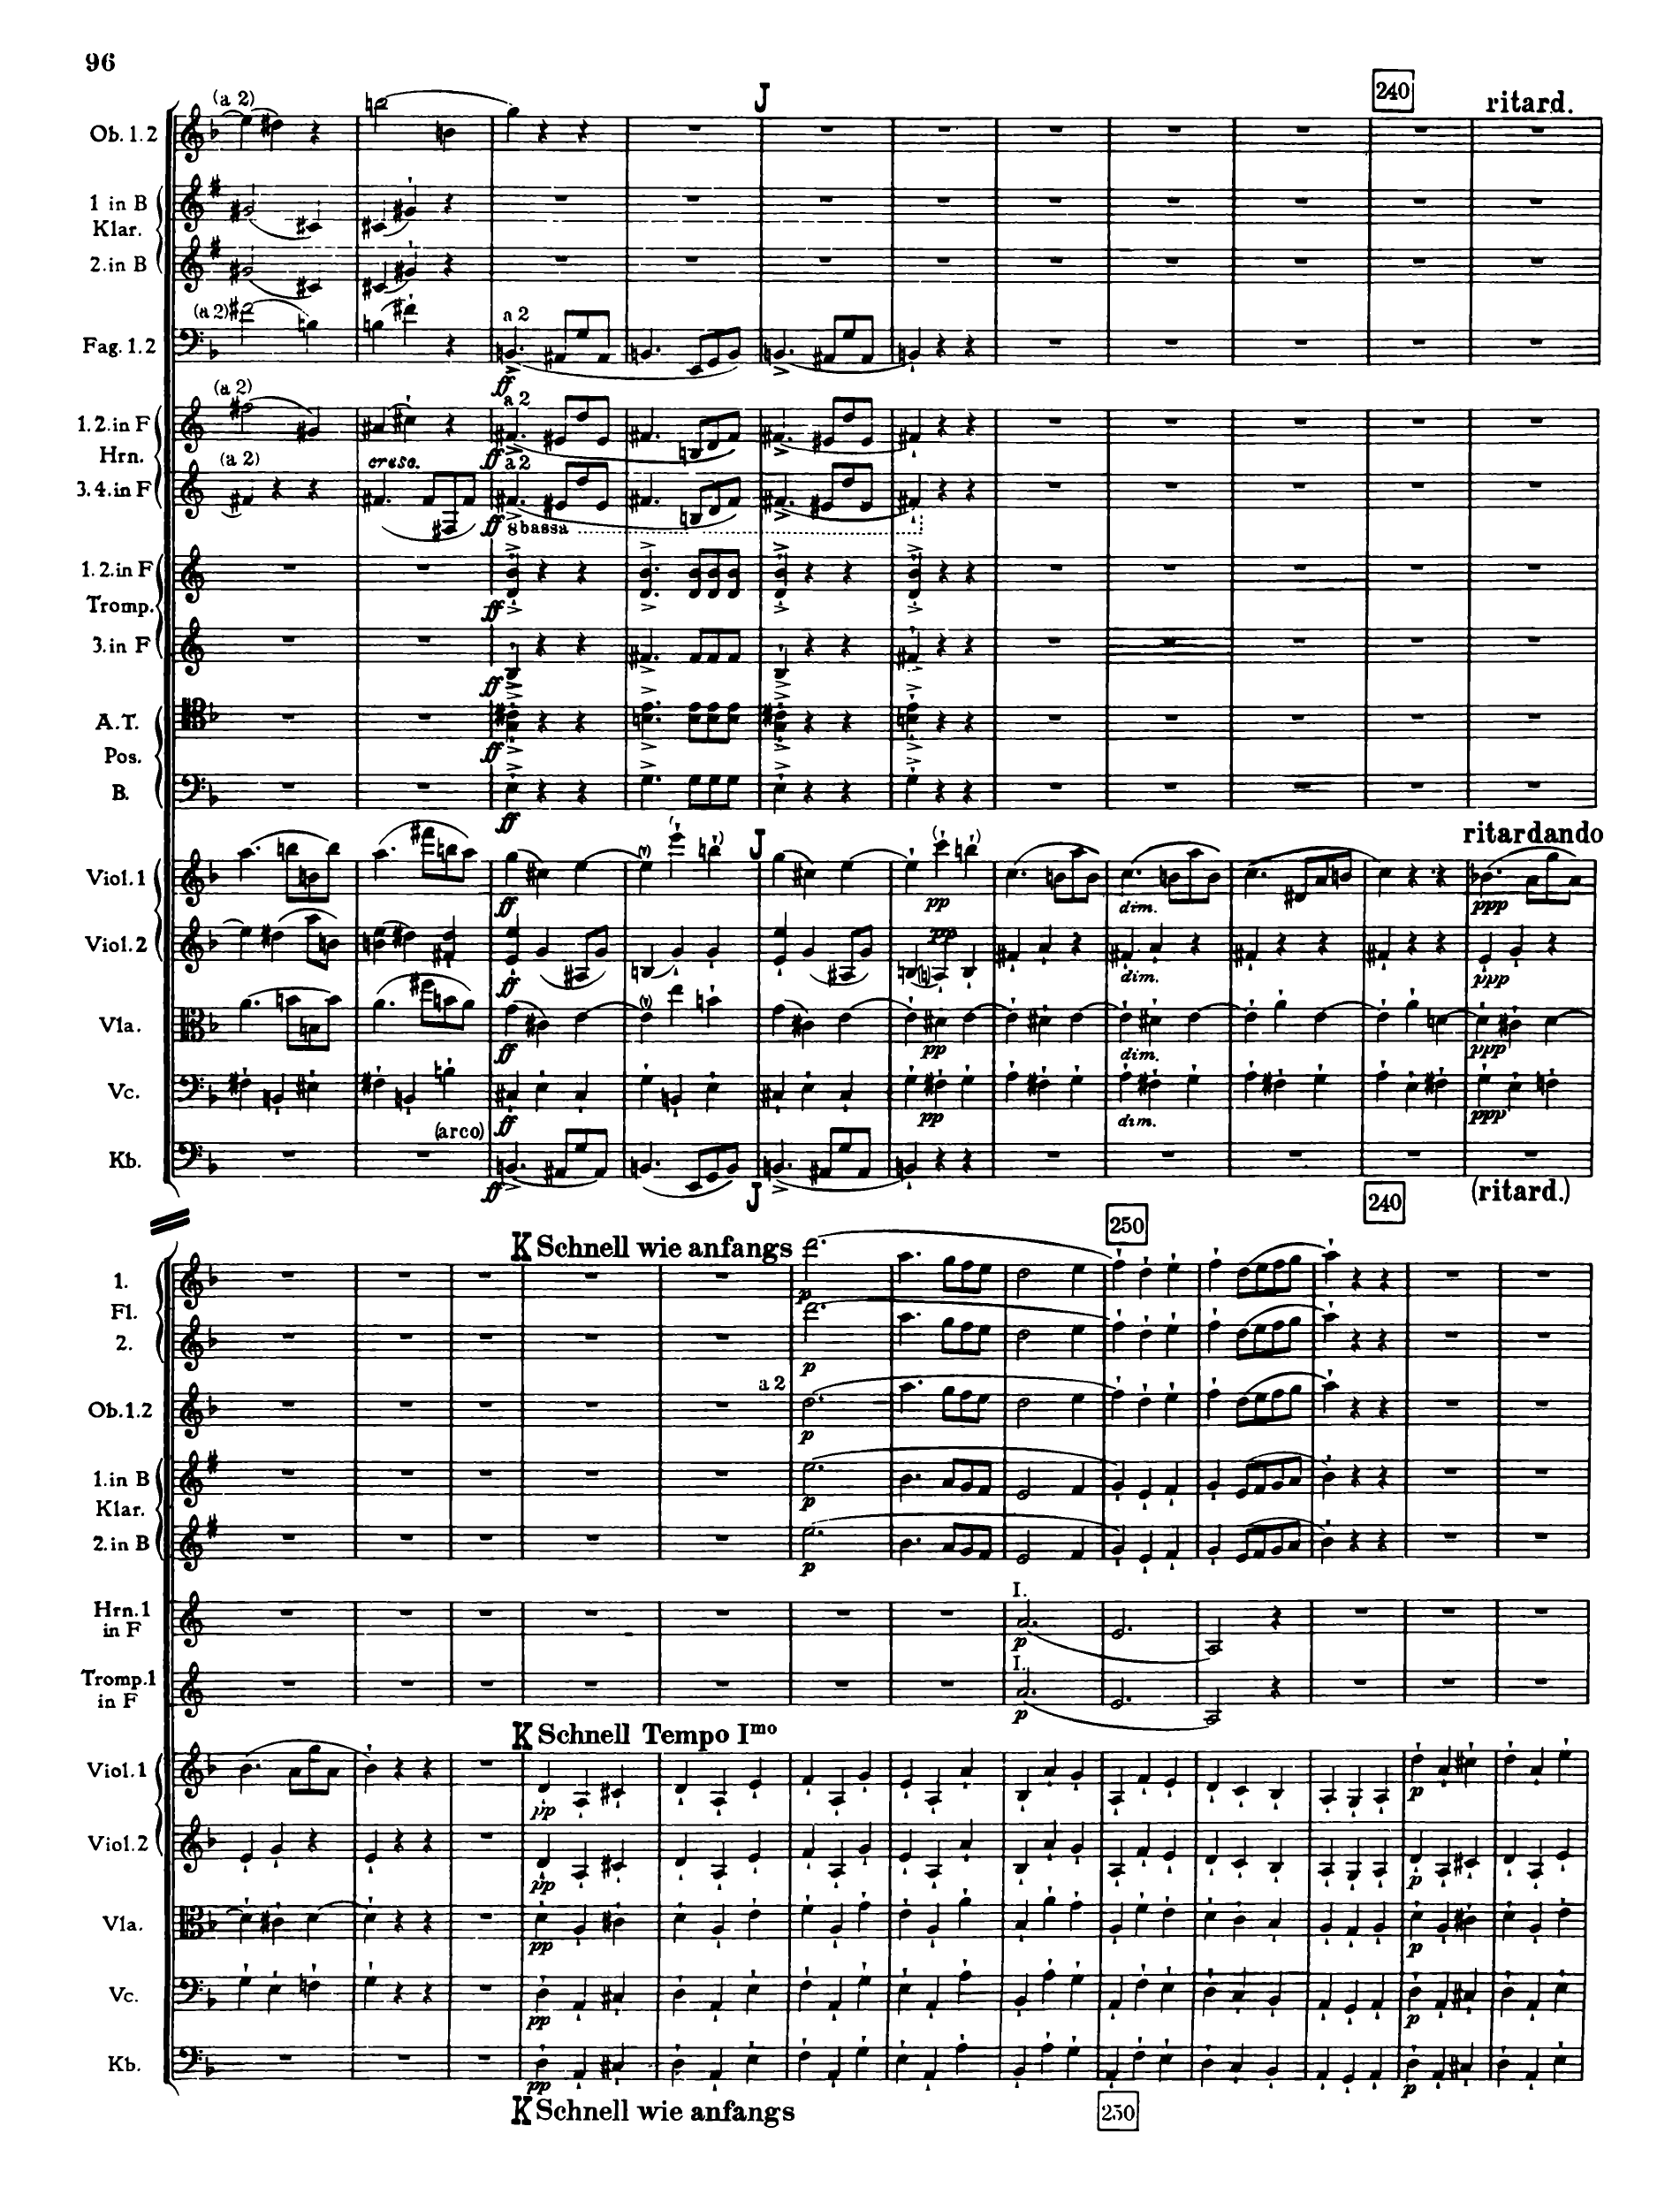 96
(a 2)
J
240
ritard.
Ob. 1. 2
1 in B
Klar.
2. in B
(a 2)
a 2
Fag. 1. 2
ff
(a 2)
a 2
1. 2. in F
Hrn.
ff
(a 2)
cresc.
a 2
3. 4. in F
ff 8bassa
1. 2. in F
Tromp.
ff
3. in F
ff
A. T.
Pos.
ff
B.
ff
J
ritardando
Viol. 1
ff
pp
dim.
ppp
Viol. 2
ff
pp
dim.
ppp
Vla.
ff
pp
dim.
ppp
Vc.
ff
pp
dim.
ppp
(arco)
Kb.
ff
J
240
(ritard.)
K Schnell wie anfangs
250
1.
Fl.
p
2.
p
a 2
Ob. 1. 2
p
1. in B
Klar.
p
2. in B
p
I.
Hrn. 1
in F
p
I.
Tromp. 1
in F
p
K Schnell Tempo Imo
Viol. 1
pp
p
Viol. 2
pp
p
Vla.
pp
p
Vc.
pp
p
Kb.
pp
p
K Schnell wie anfangs
250